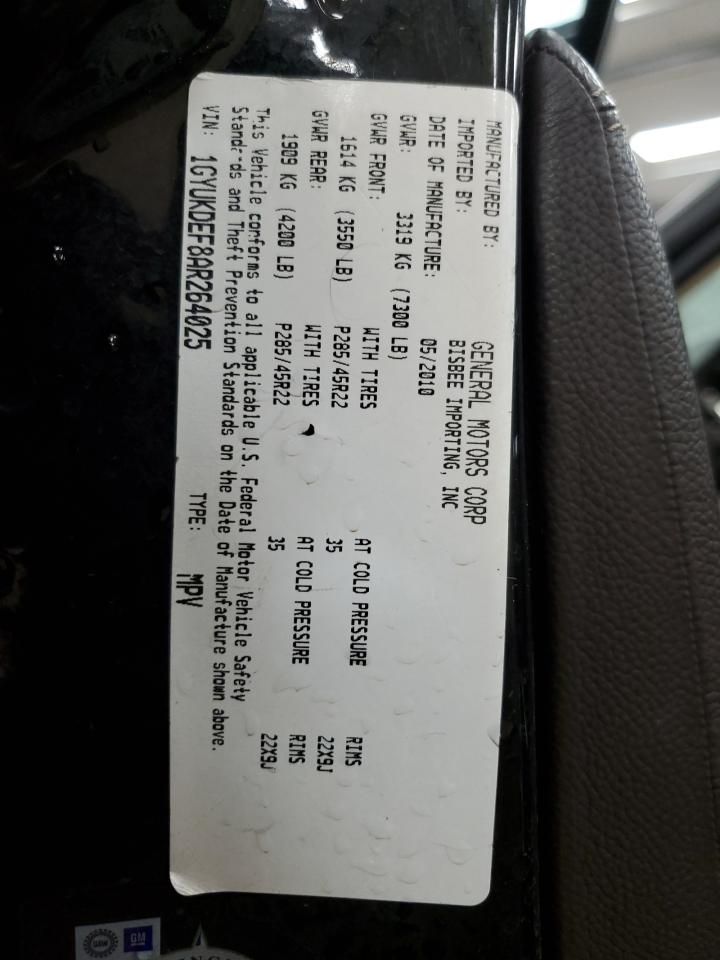 MANUFACTURED BY: GENERAL MOTORS CORP
IMPORTED BY: BISBEE IMPORTING, INC
DATE OF MANUFACTURE: 05/2010
GVWR: 3319 KG (7300 LB)
GVWR FRONT: WITH TIRES AT COLD PRESSURE RIMS
1614 KG (3550 LB) P285/45R22 35 22X9J
GVWR REAR: WITH TIRES AT COLD PRESSURE RIMS
1909 KG (4200 LB) P285/45R22 35 22X9J
This Vehicle conforms to all applicable U.S. Federal Motor Vehicle Safety
Standards and Theft Prevention Standards on the Date of Manufacture shown above.
VIN: 1GYUKDEF8AR264025 TYPE: MPV
GM